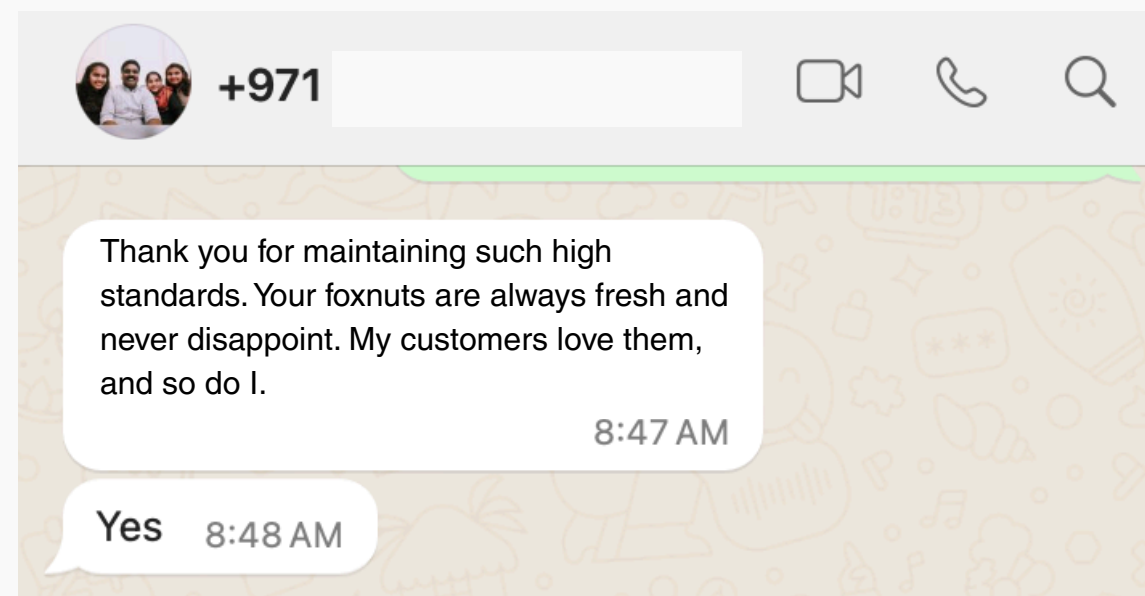 +971
Thank you for maintaining such high
standards. Your foxnuts are always fresh and
never disappoint. My customers love them,
and so do I.
8:47 AM
Yes 8:48 AM